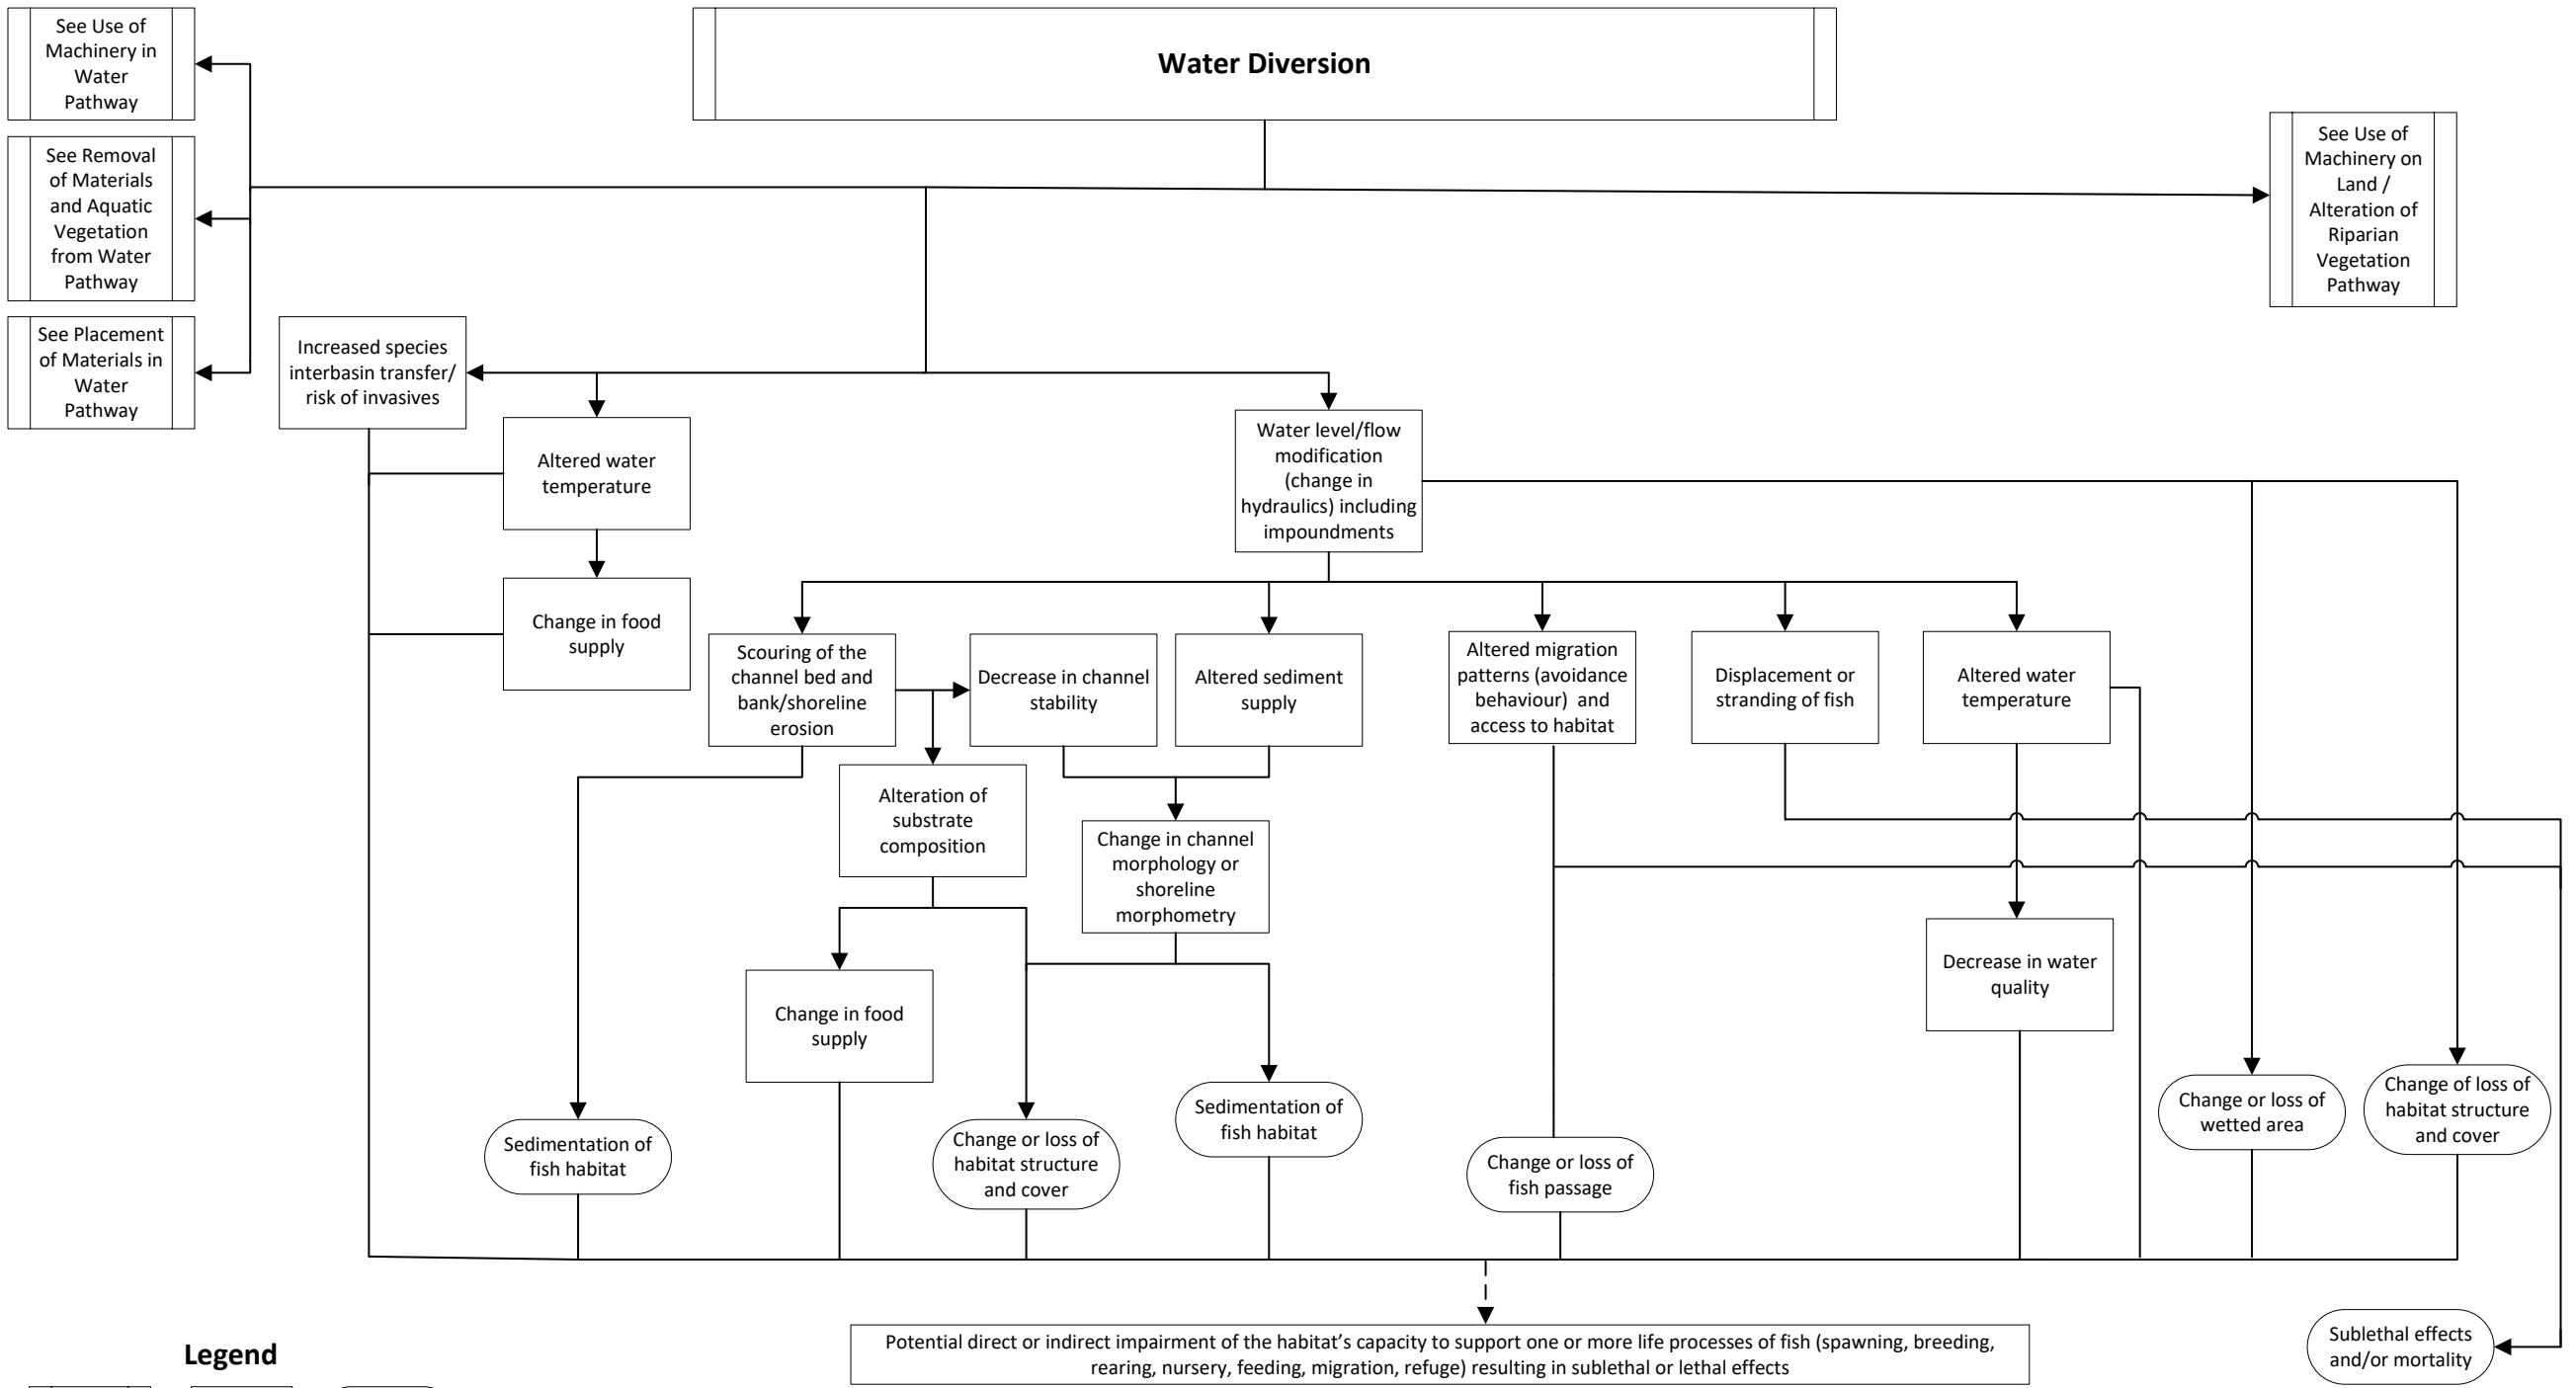 See Use of
Machinery in
Water
Pathway
Water Diversion
See Removal
of Materials
and Aquatic
Vegetation
from Water
Pathway
See Use of
Machinery on
Land /
Alteration of
Riparian
Vegetation
Pathway
See Placement
of Materials in
Water
Pathway
Increased species
interbasin transfer/
risk of invasives
Altered water
temperature
Water level/flow
modification
(change in
hydraulics) including
impoundments
Change in food
supply
Scouring of the
channel bed and
bank/shoreline
erosion
Decrease in channel
stability
Altered sediment
supply
Altered migration
patterns (avoidance
behaviour)  and
access to habitat
Displacement or
stranding of fish
Altered water
temperature
Alteration of
substrate
composition
Change in channel
morphology or
shoreline
morphometry
Decrease in water
quality
Change in food
supply
Sedimentation of
fish habitat
Change or loss of
habitat structure
and cover
Sedimentation of
fish habitat
Change or loss of
fish passage
Change or loss of
wetted area
Change of loss of
habitat structure
and cover
Potential direct or indirect impairment of the habitat’s capacity to support one or more life processes of fish (spawning, breeding,
rearing, nursery, feeding, migration, refuge) resulting in sublethal or lethal effects
Sublethal effects
and/or mortality
Legend